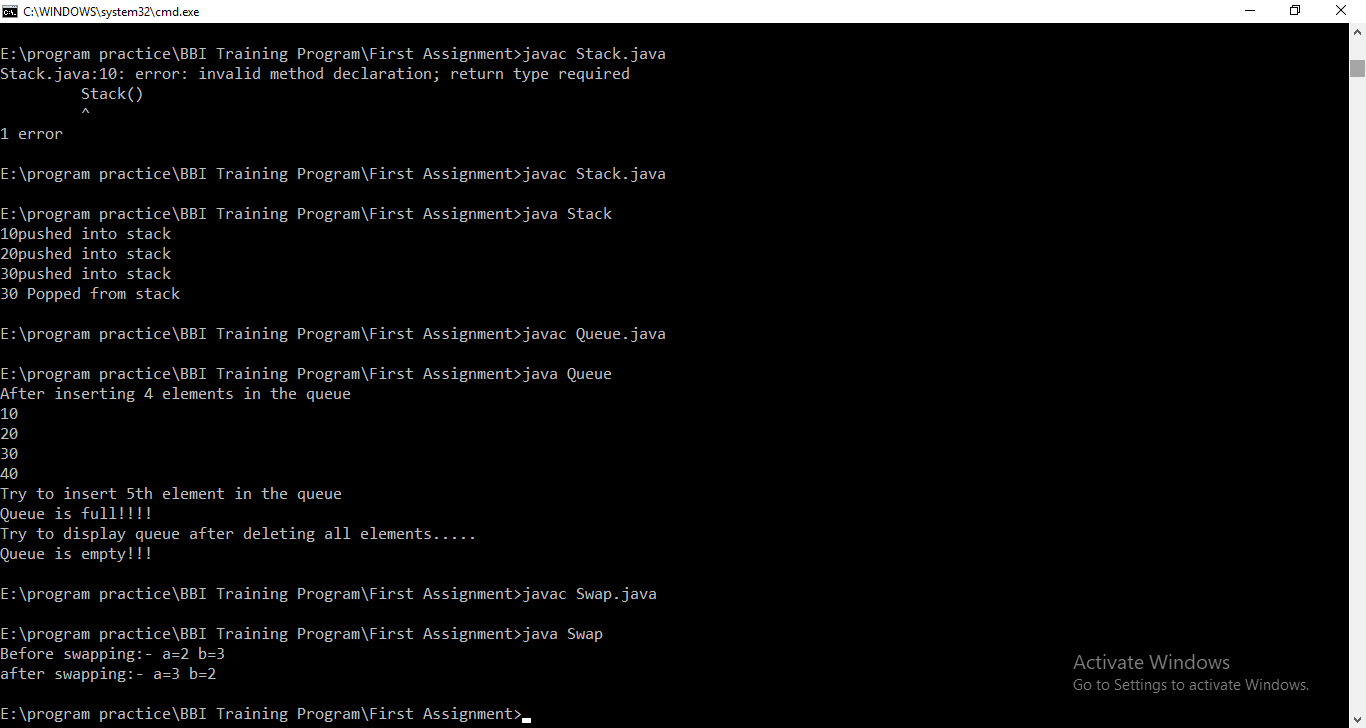 C:\WINDOWS\system32\cmd.exe
E:\program practice\BBI Training Program\First Assignment>javac Stack.java
Stack.java:10: error: invalid method declaration; return type required
Stack()
^
1 error
E:\program practice\BBI Training Program\First Assignment>javac Stack.java
E:\program practice\BBI Training Program\First Assignment>java Stack
10pushed into stack
20pushed into stack
30pushed into stack
30 Popped from stack
E:\program practice\BBI Training Program\First Assignment>javac Queue.java
E:\program practice\BBI Training Program\First Assignment>java Queue
After inserting 4 elements in the queue
10
20
30
40
Try to insert 5th element in the queue
Queue is full!!!!
Try to display queue after deleting all elements.....
Queue is empty!!!
E:\program practice\BBI Training Program\First Assignment>javac Swap.java
E:\program practice\BBI Training Program\First Assignment>java Swap
Before swapping:- a=2 b=3
after swapping:- a=3 b=2
E:\program practice\BBI Training Program\First Assignment>
Activate Windows
Go to Settings to activate Windows.